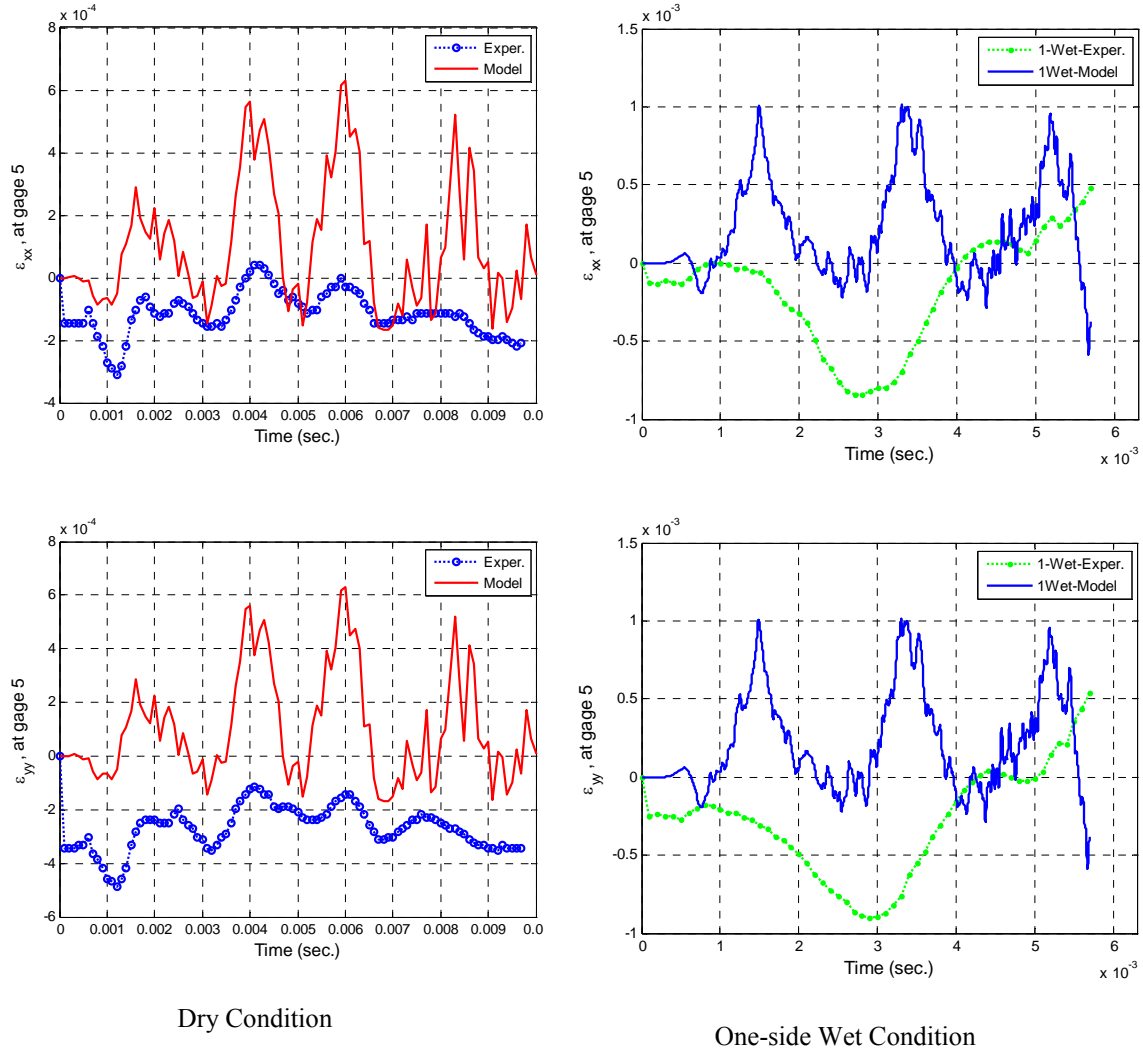 x 10⁻⁴
8
6
4
2
0
-2
-4
0 0.001 0.002 0.003 0.004 0.005 0.006 0.007 0.008 0.009 0.0
Time (sec.)
εxx , at gage 5
Exper.
Model
x 10⁻³
1.5
1
0.5
0
-0.5
-1
0 1 2 3 4 5 6
x 10⁻³
Time (sec.)
εxx , at gage 5
1-Wet-Exper.
1Wet-Model
x 10⁻⁴
8
6
4
2
0
-2
-4
-6
0 0.001 0.002 0.003 0.004 0.005 0.006 0.007 0.008 0.009 0.0
Time (sec.)
εyy , at gage 5
Exper.
Model
x 10⁻³
1.5
1
0.5
0
-0.5
-1
0 1 2 3 4 5 6
x 10⁻³
Time (sec.)
εyy , at gage 5
1-Wet-Exper.
1Wet-Model
Dry Condition
One-side Wet Condition